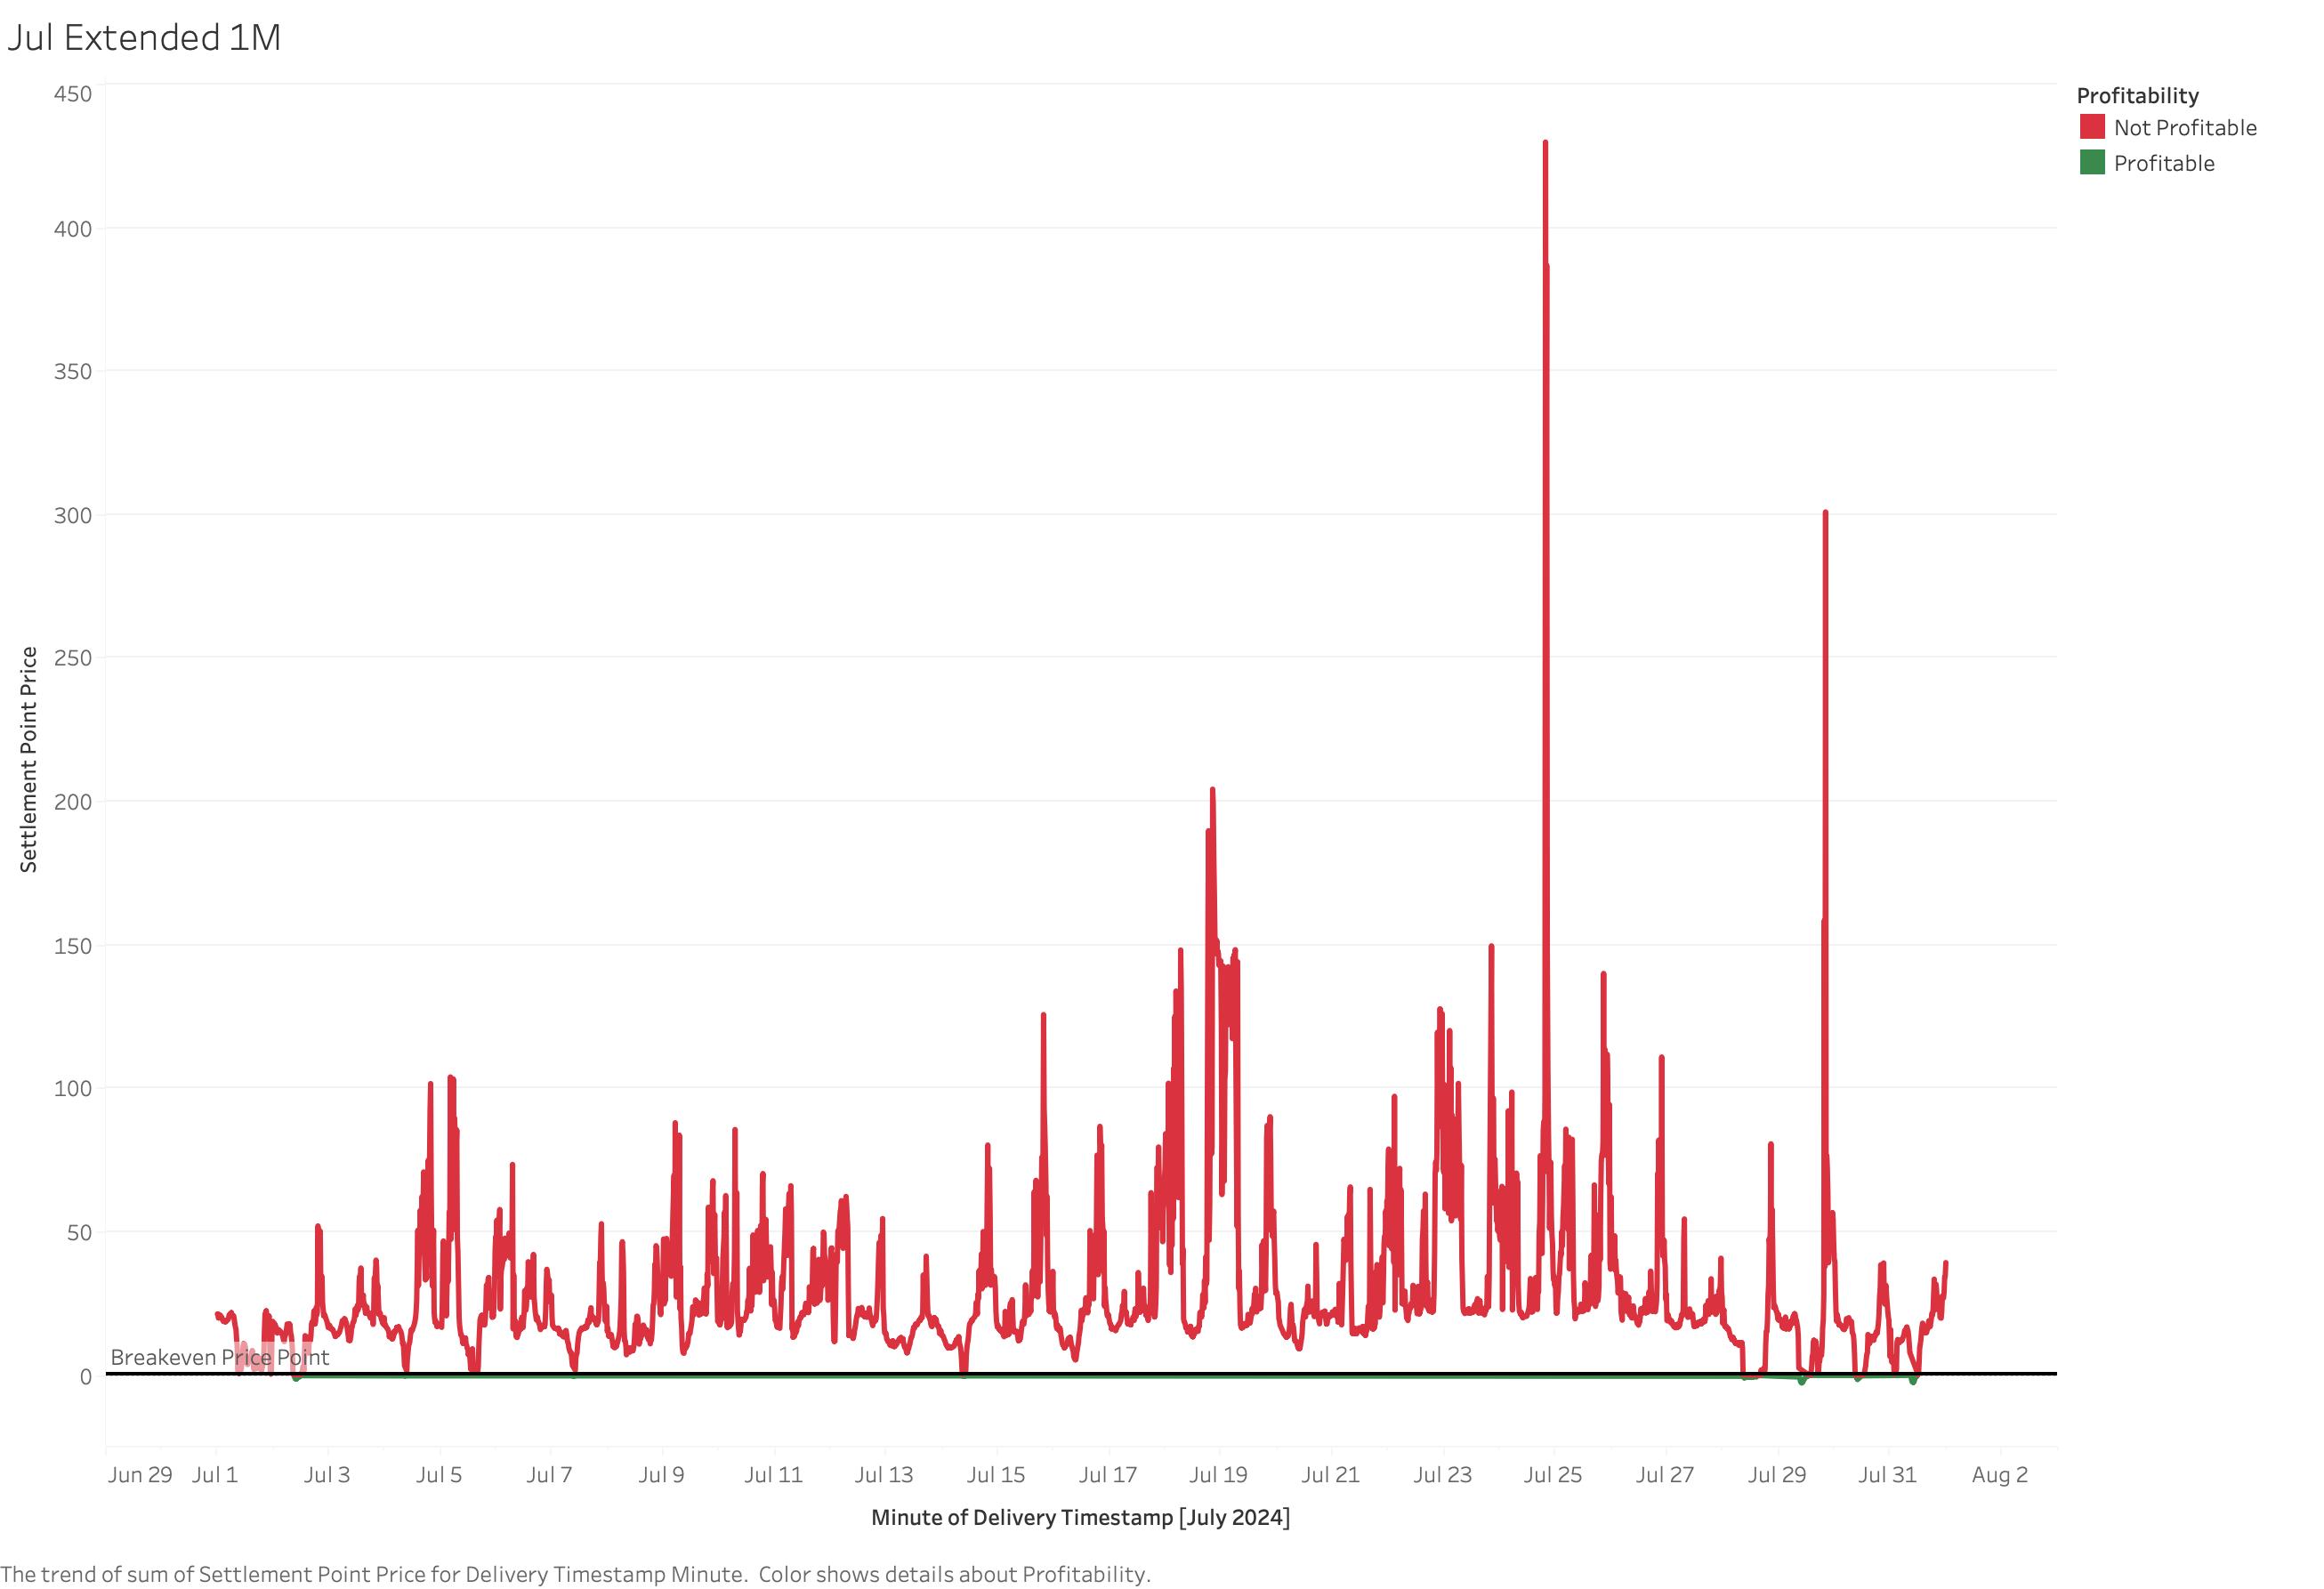 Jul Extended 1M
450
400
350
300
250
200
150
100
50
0
Settlement Point Price
Breakeven Price Point
Jun 29 Jul 1 Jul 3 Jul 5 Jul 7 Jul 9 Jul 11 Jul 13 Jul 15 Jul 17 Jul 19 Jul 21 Jul 23 Jul 25 Jul 27 Jul 29 Jul 31 Aug 2
Minute of Delivery Timestamp [July 2024]
Profitability
Not Profitable
Profitable
The trend of sum of Settlement Point Price for Delivery Timestamp Minute. Color shows details about Profitability.